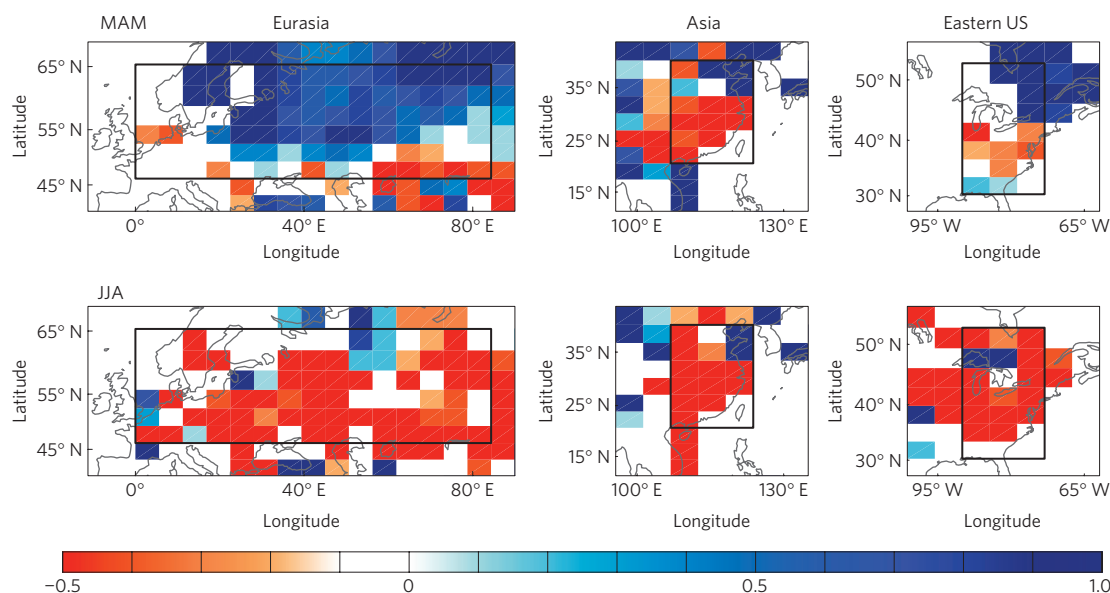 MAM
Eurasia
Asia
Eastern US
65° N
55° N
45° N
Latitude
0°
40° E
80° E
Longitude
35° N
25° N
15° N
Latitude
100° E
130° E
Longitude
50° N
40° N
30° N
Latitude
95° W
65° W
Longitude
JJA
65° N
55° N
45° N
Latitude
0°
40° E
80° E
Longitude
35° N
25° N
15° N
Latitude
100° E
130° E
Longitude
50° N
40° N
30° N
Latitude
95° W
65° W
Longitude
−0.5
0
0.5
1.0